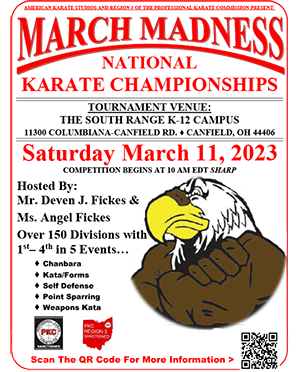 AMERICAN KARATE STUDIOS AND REGION 3 OF THE PROFESSIONAL KARATE COMMISSION PRESENT:
MARCH MADNESS
NATIONAL
KARATE CHAMPIONSHIPS
TOURNAMENT VENUE:
THE SOUTH RANGE K-12 CAMPUS
11300 COLUMBIANA-CANFIELD RD. ♦ CANFIELD, OH 44406
Saturday March 11, 2023
COMPETITION BEGINS AT 10 AM EDT SHARP
Hosted By:
Mr. Deven J. Fickes &
Ms. Angel Fickes
Over 150 Divisions with
1st– 4th in 5 Events…
♦ Chanbara
♦ Kata/Forms
♦ Self Defense
♦ Point Sparring
♦ Weapons Kata
PKC
SANCTIONED
PKC
REGION 3
SANCTIONED
Scan The QR Code For More Information >